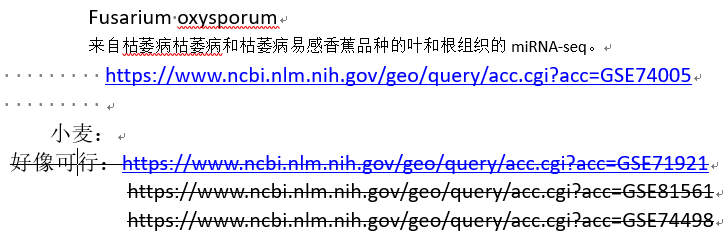 Fusarium oxysporum
来自枯萎病枯萎病和枯萎病易感香蕉品种的叶和根组织的 miRNA-seq。
https://www.ncbi.nlm.nih.gov/geo/query/acc.cgi?acc=GSE74005
小麦：
好像可行：https://www.ncbi.nlm.nih.gov/geo/query/acc.cgi?acc=GSE71921
https://www.ncbi.nlm.nih.gov/geo/query/acc.cgi?acc=GSE81561
https://www.ncbi.nlm.nih.gov/geo/query/acc.cgi?acc=GSE74498